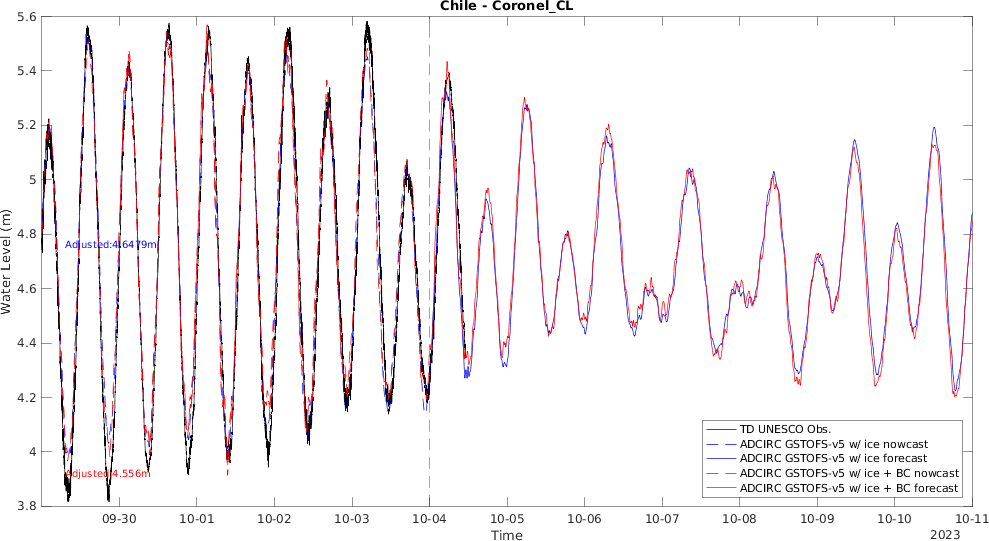 Chile - Coronel_CL
5.6
5.4
5.2
5
4.8
4.6
4.4
4.2
4
3.8
Water Level (m)
Adjusted:4.6479m
Adjusted:4.556m
TD UNESCO Obs.
ADCIRC GSTOFS-v5 w/ ice nowcast
ADCIRC GSTOFS-v5 w/ ice forecast
ADCIRC GSTOFS-v5 w/ ice + BC nowcast
ADCIRC GSTOFS-v5 w/ ice + BC forecast
09-30 10-01 10-02 10-03 10-04 10-05 10-06 10-07 10-08 10-09 10-10 10-11
Time
2023